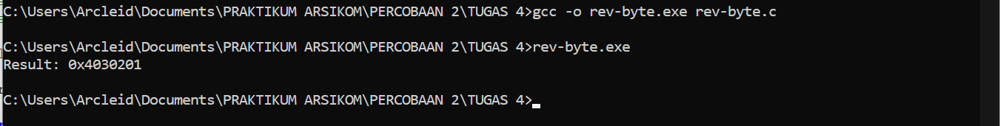 C:\Users\Arcleid\Documents\PRAKTIKUM ARSIKOM\PERCOBAAN 2\TUGAS 4>gcc -o rev-byte.exe rev-byte.c
C:\Users\Arcleid\Documents\PRAKTIKUM ARSIKOM\PERCOBAAN 2\TUGAS 4>rev-byte.exe
Result: 0x4030201
C:\Users\Arcleid\Documents\PRAKTIKUM ARSIKOM\PERCOBAAN 2\TUGAS 4>